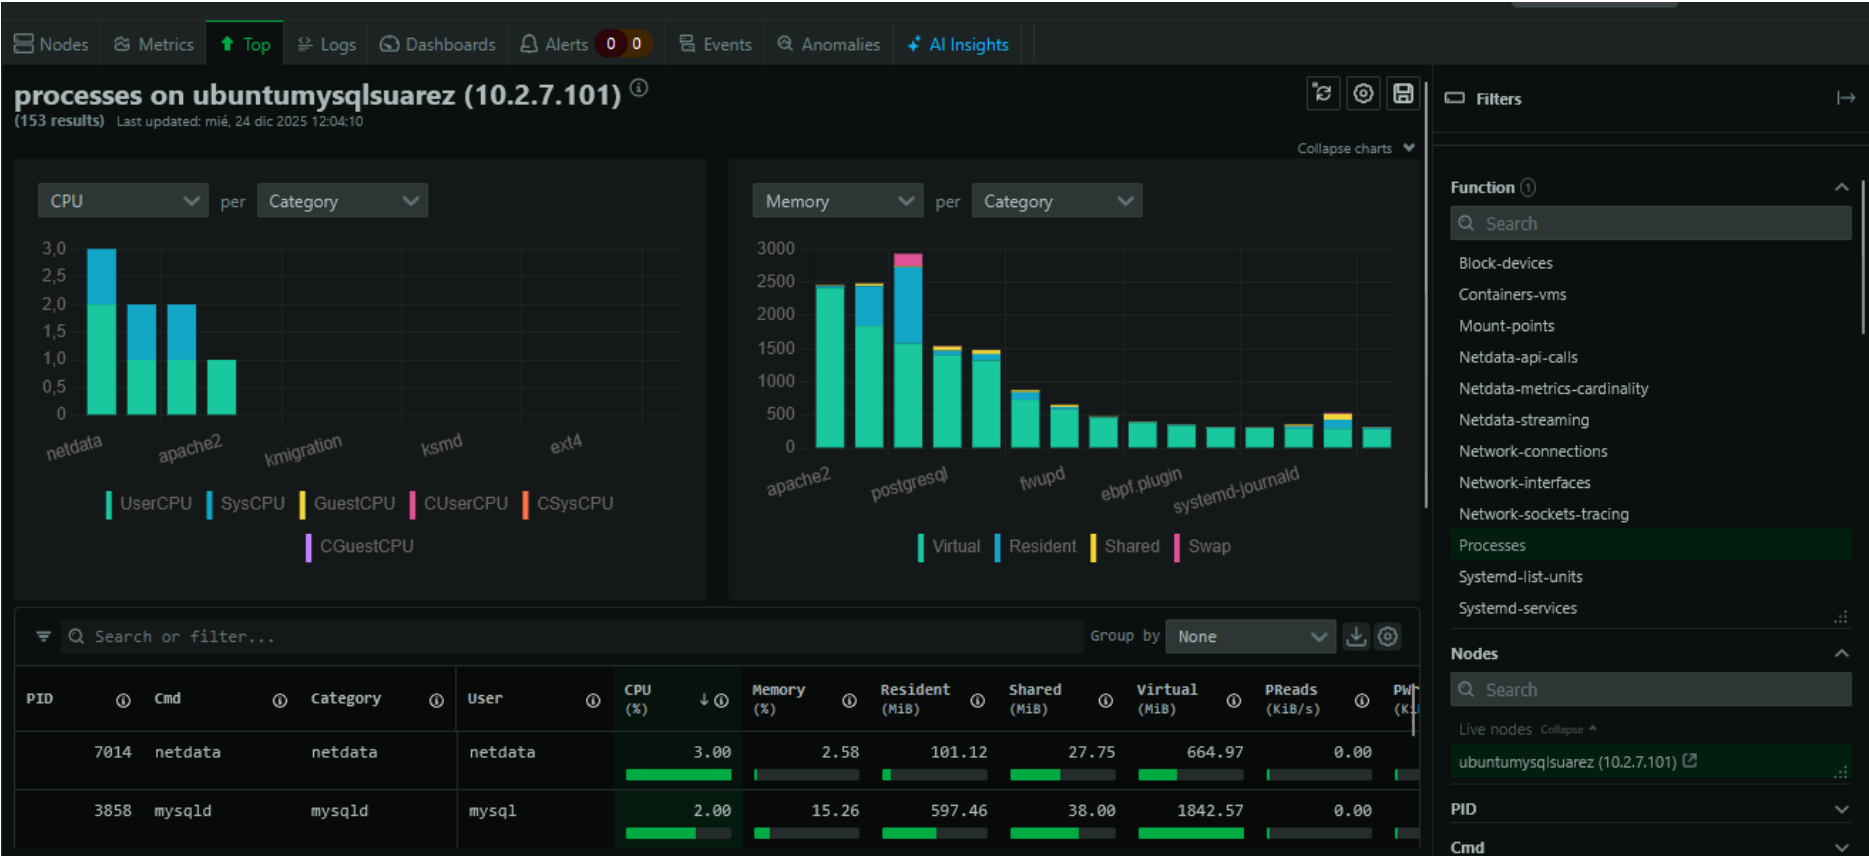 Nodes Metrics Top Logs Dashboards Alerts 0 0 Events Anomalies AI Insights
processes on ubuntumysqlsuarez (10.2.7.101)
(153 results) Last updated: mié, 24 dic 2025 12:04:10
Collapse charts
CPU per Category
3,0
2,5
2,0
1,5
1,0
0,5
0
netdata apache2 kmigration ksmd ext4
UserCPU SysCPU GuestCPU CUserCPU CSysCPU
CGuestCPU
Memory per Category
3000
2500
2000
1500
1000
500
0
apache2 postgresql fwupd ebpf.plugin systemd-journald
Virtual Resident Shared Swap
Search or filter... Group by None
PID Cmd Category User CPU (%) Memory (%) Resident (MiB) Shared (MiB) Virtual (MiB) PReads (KiB/s)
7014 netdata netdata netdata 3.00 2.58 101.12 27.75 664.97 0.00
3858 mysqld mysqld mysql 2.00 15.26 597.46 38.00 1842.57 0.00
Filters
Function 1
Search
Block-devices
Containers-vms
Mount-points
Netdata-api-calls
Netdata-metrics-cardinality
Netdata-streaming
Network-connections
Network-interfaces
Network-sockets-tracing
Processes
Systemd-list-units
Systemd-services
Nodes
Search
Live nodes Collapse
ubuntumysqlsuarez (10.2.7.101)
PID
Cmd